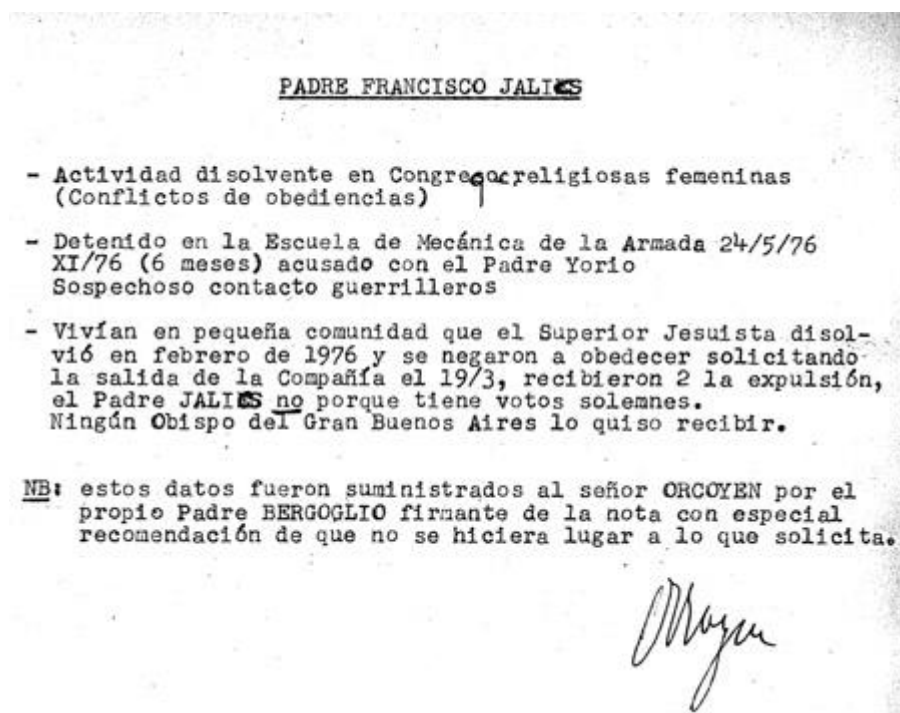 PADRE FRANCISCO JALICS
- Actividad disolvente en Congregac religiosas femeninas
(Conflictos de obediencias)
- Detenido en la Escuela de Mecánica de la Armada 24/5/76
XI/76 (6 meses) acusado con el Padre Yorio
Sospechoso contacto guerrilleros
- Vivían en pequeña comunidad que el Superior Jesuista disol-
vió en febrero de 1976 y se negaron a obedecer solicitando
la salida de la Compañía el 19/3, recibieron 2 la expulsión,
el Padre JALICS no porque tiene votos solemnes.
Ningún Obispo del Gran Buenos Aires lo quiso recibir.
NB: estos datos fueron suministrados al señor ORCOYEN por el
propio Padre BERGOGLIO firmante de la nota con especial
recomendación de que no se hiciera lugar a lo que solicita.
Orcoyen